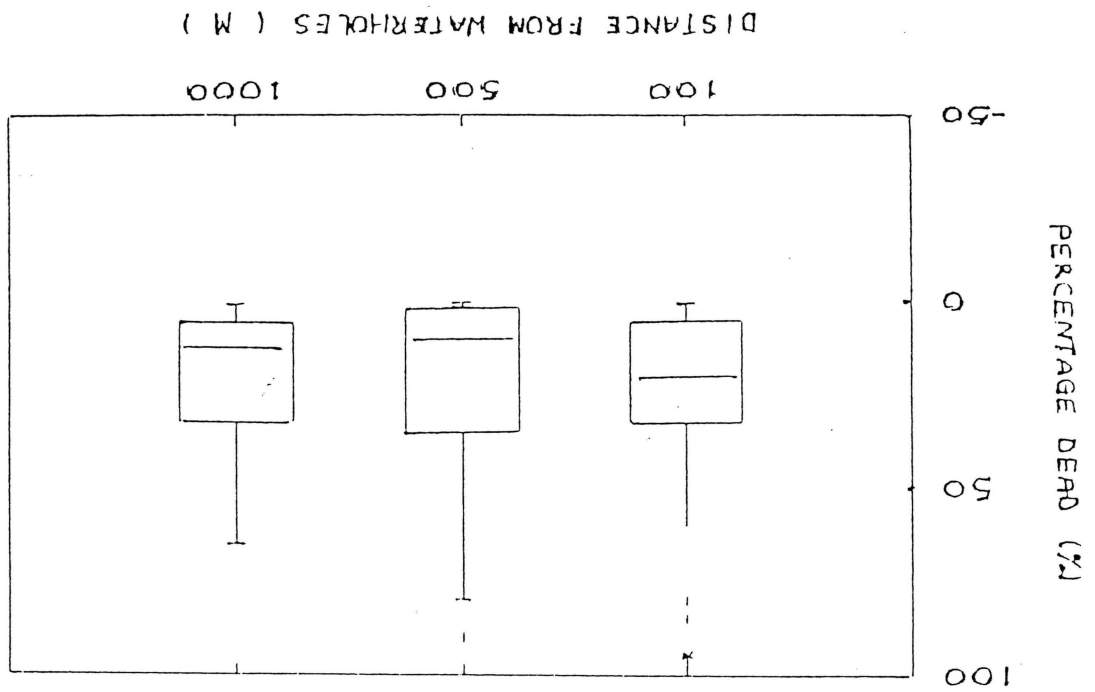 100
50
0
-50
PERCENTAGE DEAD (%)
100 500 1000
DISTANCE FROM WATERHOLES (M)